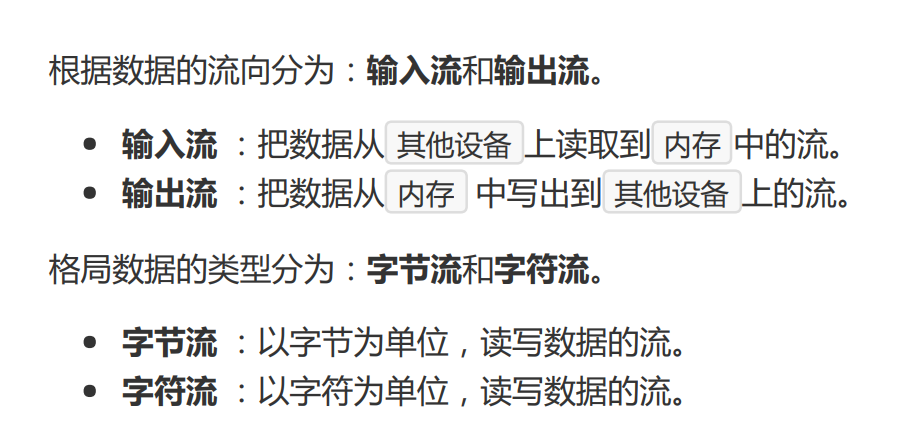 根据数据的流向分为：输入流和输出流。
输入流 ：把数据从 其他设备 上读取到 内存 中的流。
输出流 ：把数据从 内存 中写出到 其他设备 上的流。
格局数据的类型分为：字节流和字符流。
字节流 ：以字节为单位，读写数据的流。
字符流 ：以字符为单位，读写数据的流。